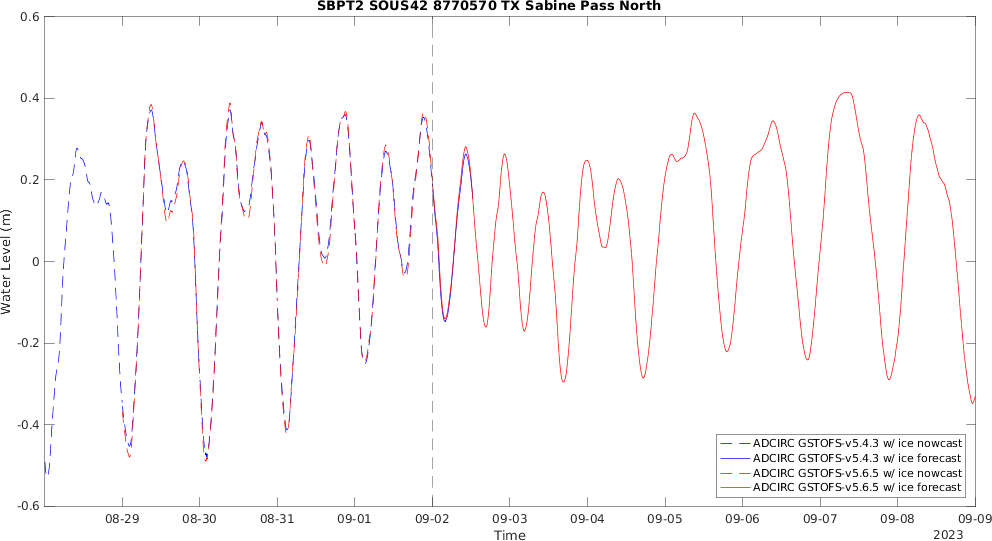 SBPT2 SOUS42 8770570 TX Sabine Pass North
0.6
0.4
0.2
0
-0.2
-0.4
-0.6
Water Level (m)
08-29 08-30 08-31 09-01 09-02 09-03 09-04 09-05 09-06 09-07 09-08 09-09
Time
2023
ADCIRC GSTOFS-v5.4.3 w/ ice nowcast
ADCIRC GSTOFS-v5.4.3 w/ ice forecast
ADCIRC GSTOFS-v5.6.5 w/ ice nowcast
ADCIRC GSTOFS-v5.6.5 w/ ice forecast